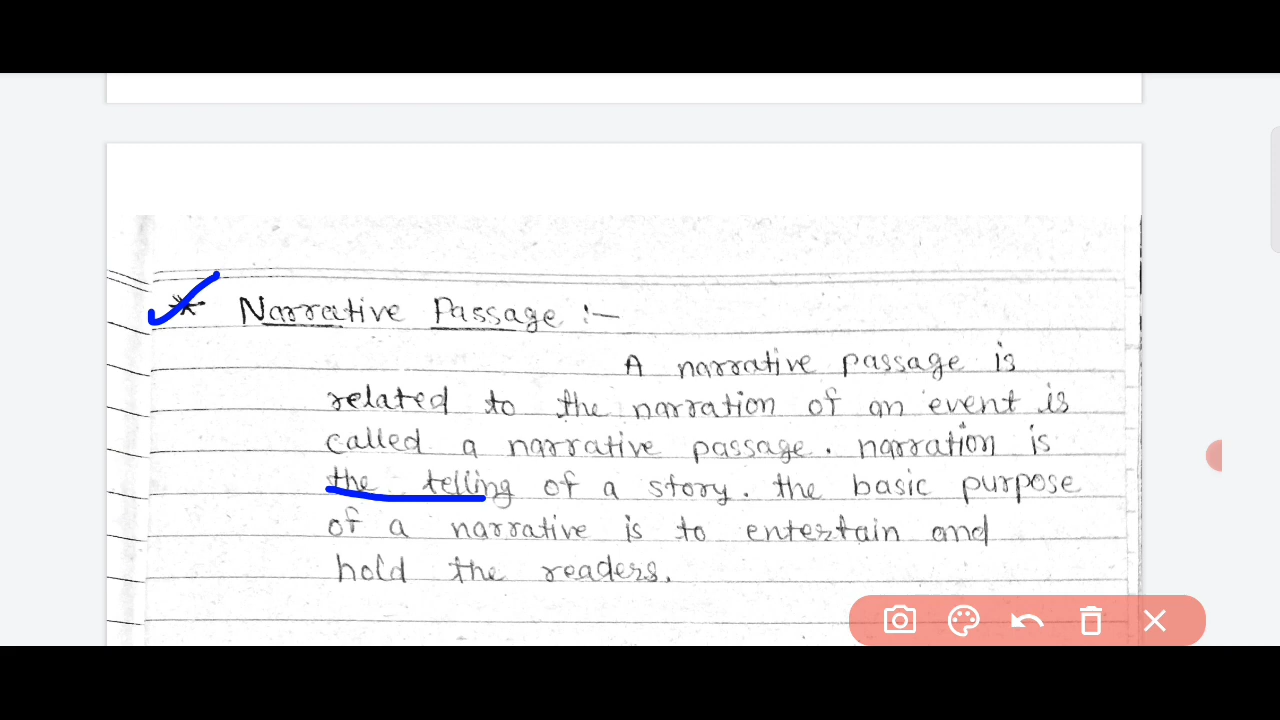 * Narrative Passage :-
A narrative passage is
related to the narration of an event is
called a narrative passage. narration is
the telling of a story. the basic purpose
of a narrative is to entertain and
hold the readers.